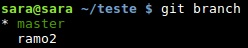 sara@sara ~/teste $ git branch
* master
  ramo2